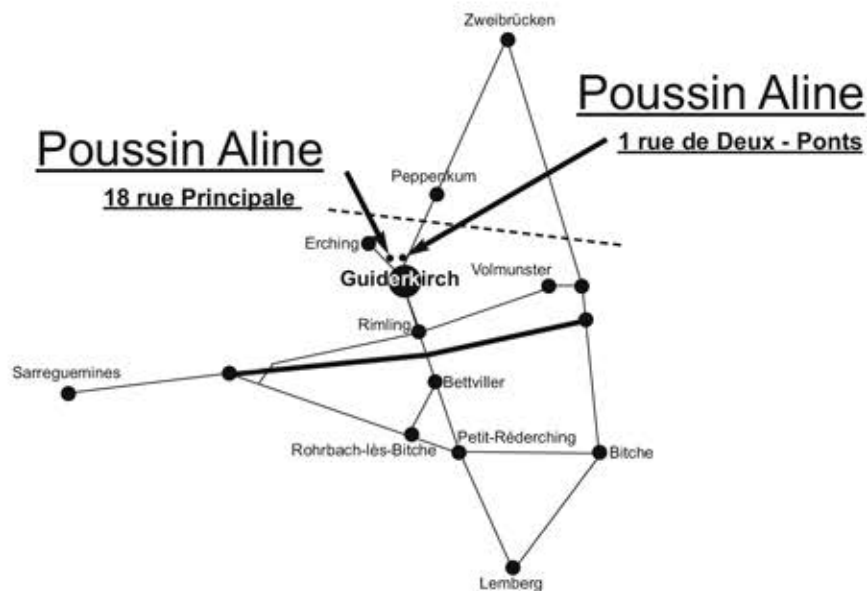 Zweibrücken
Poussin Aline
1 rue de Deux - Ponts
Poussin Aline
18 rue Principale
Peppenkum
Erching
Guiderkirch
Volmunster
Rimling
Sarreguemines
Bettviller
Rohrbach-lès-Bitche
Petit-Réderching
Bitche
Lemberg